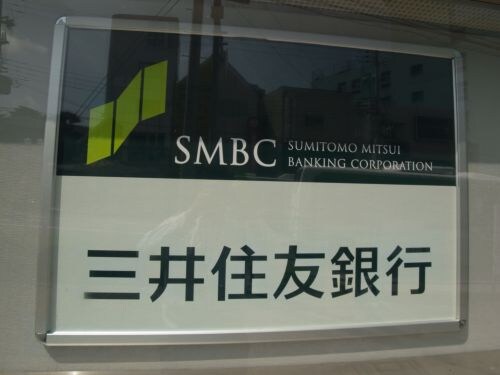 SMBC
SUMITOMO MITSUI
BANKING CORPORATION
三井住友銀行